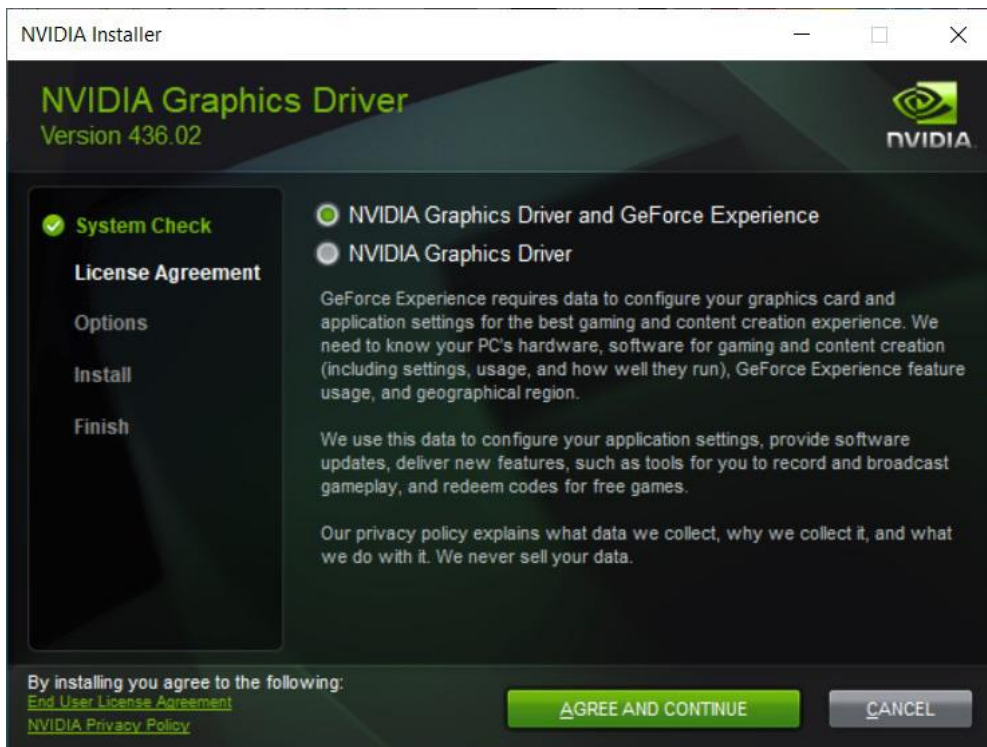 NVIDIA Installer
NVIDIA Graphics Driver
Version 436.02
NVIDIA
System Check
License Agreement
Options
Install
Finish
NVIDIA Graphics Driver and GeForce Experience
NVIDIA Graphics Driver
GeForce Experience requires data to configure your graphics card and
application settings for the best gaming and content creation experience. We
need to know your PC's hardware, software for gaming and content creation
(including settings, usage, and how well they run), GeForce Experience feature
usage, and geographical region.
We use this data to configure your application settings, provide software
updates, deliver new features, such as tools for you to record and broadcast
gameplay, and redeem codes for free games.
Our privacy policy explains what data we collect, why we collect it, and what
we do with it. We never sell your data.
By installing you agree to the following:
End User License Agreement
NVIDIA Privacy Policy
AGREE AND CONTINUE
CANCEL